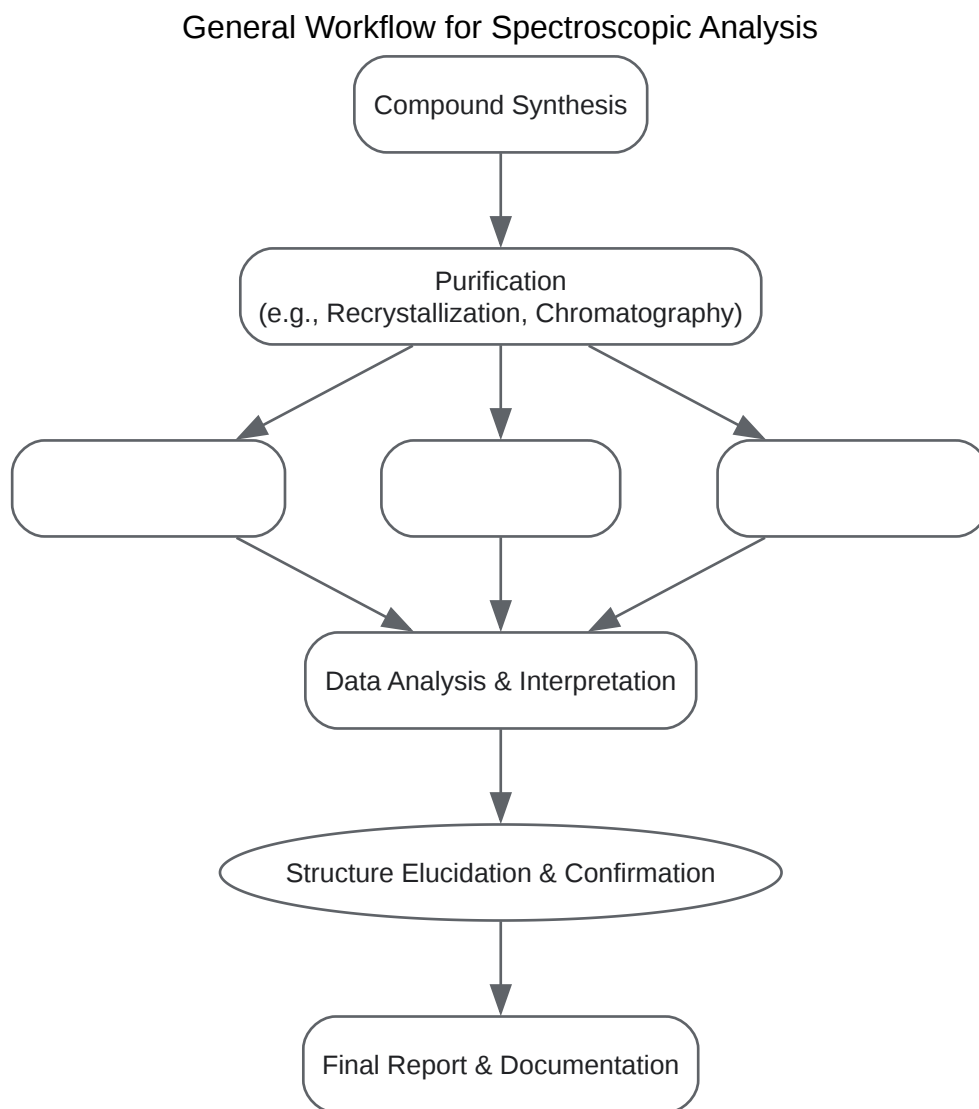 General Workflow for Spectroscopic Analysis
Compound Synthesis
Purification
(e.g., Recrystallization, Chromatography)
Data Analysis & Interpretation
Structure Elucidation & Confirmation
Final Report & Documentation